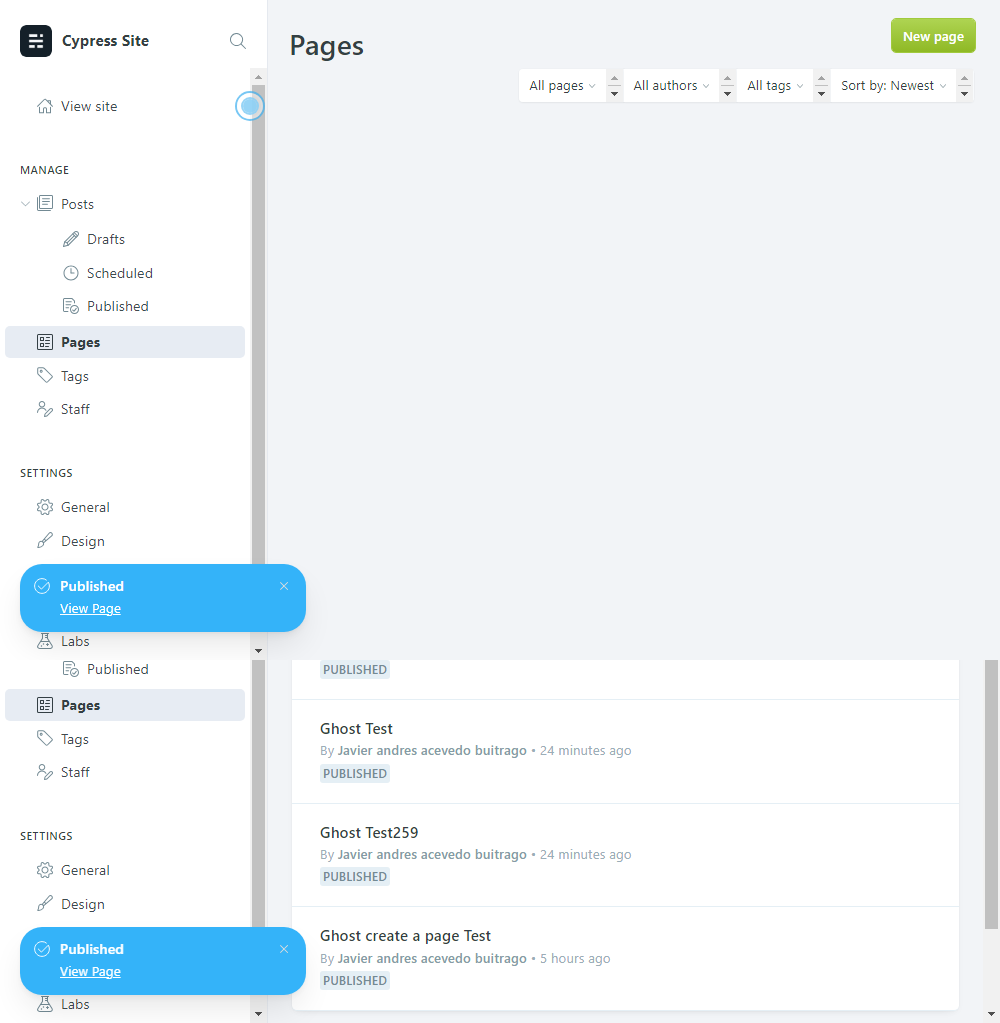 Cypress Site
View site
MANAGE
Posts
Drafts
Scheduled
Published
Pages
Tags
Staff
SETTINGS
General
Design
Published
View Page
Labs
Published
Pages
Tags
Staff
SETTINGS
General
Design
Published
View Page
Labs
Pages
New page
All pages All authors All tags Sort by: Newest
PUBLISHED
Ghost Test
By Javier andres acevedo buitrago • 24 minutes ago
PUBLISHED
Ghost Test259
By Javier andres acevedo buitrago • 24 minutes ago
PUBLISHED
Ghost create a page Test
By Javier andres acevedo buitrago • 5 hours ago
PUBLISHED